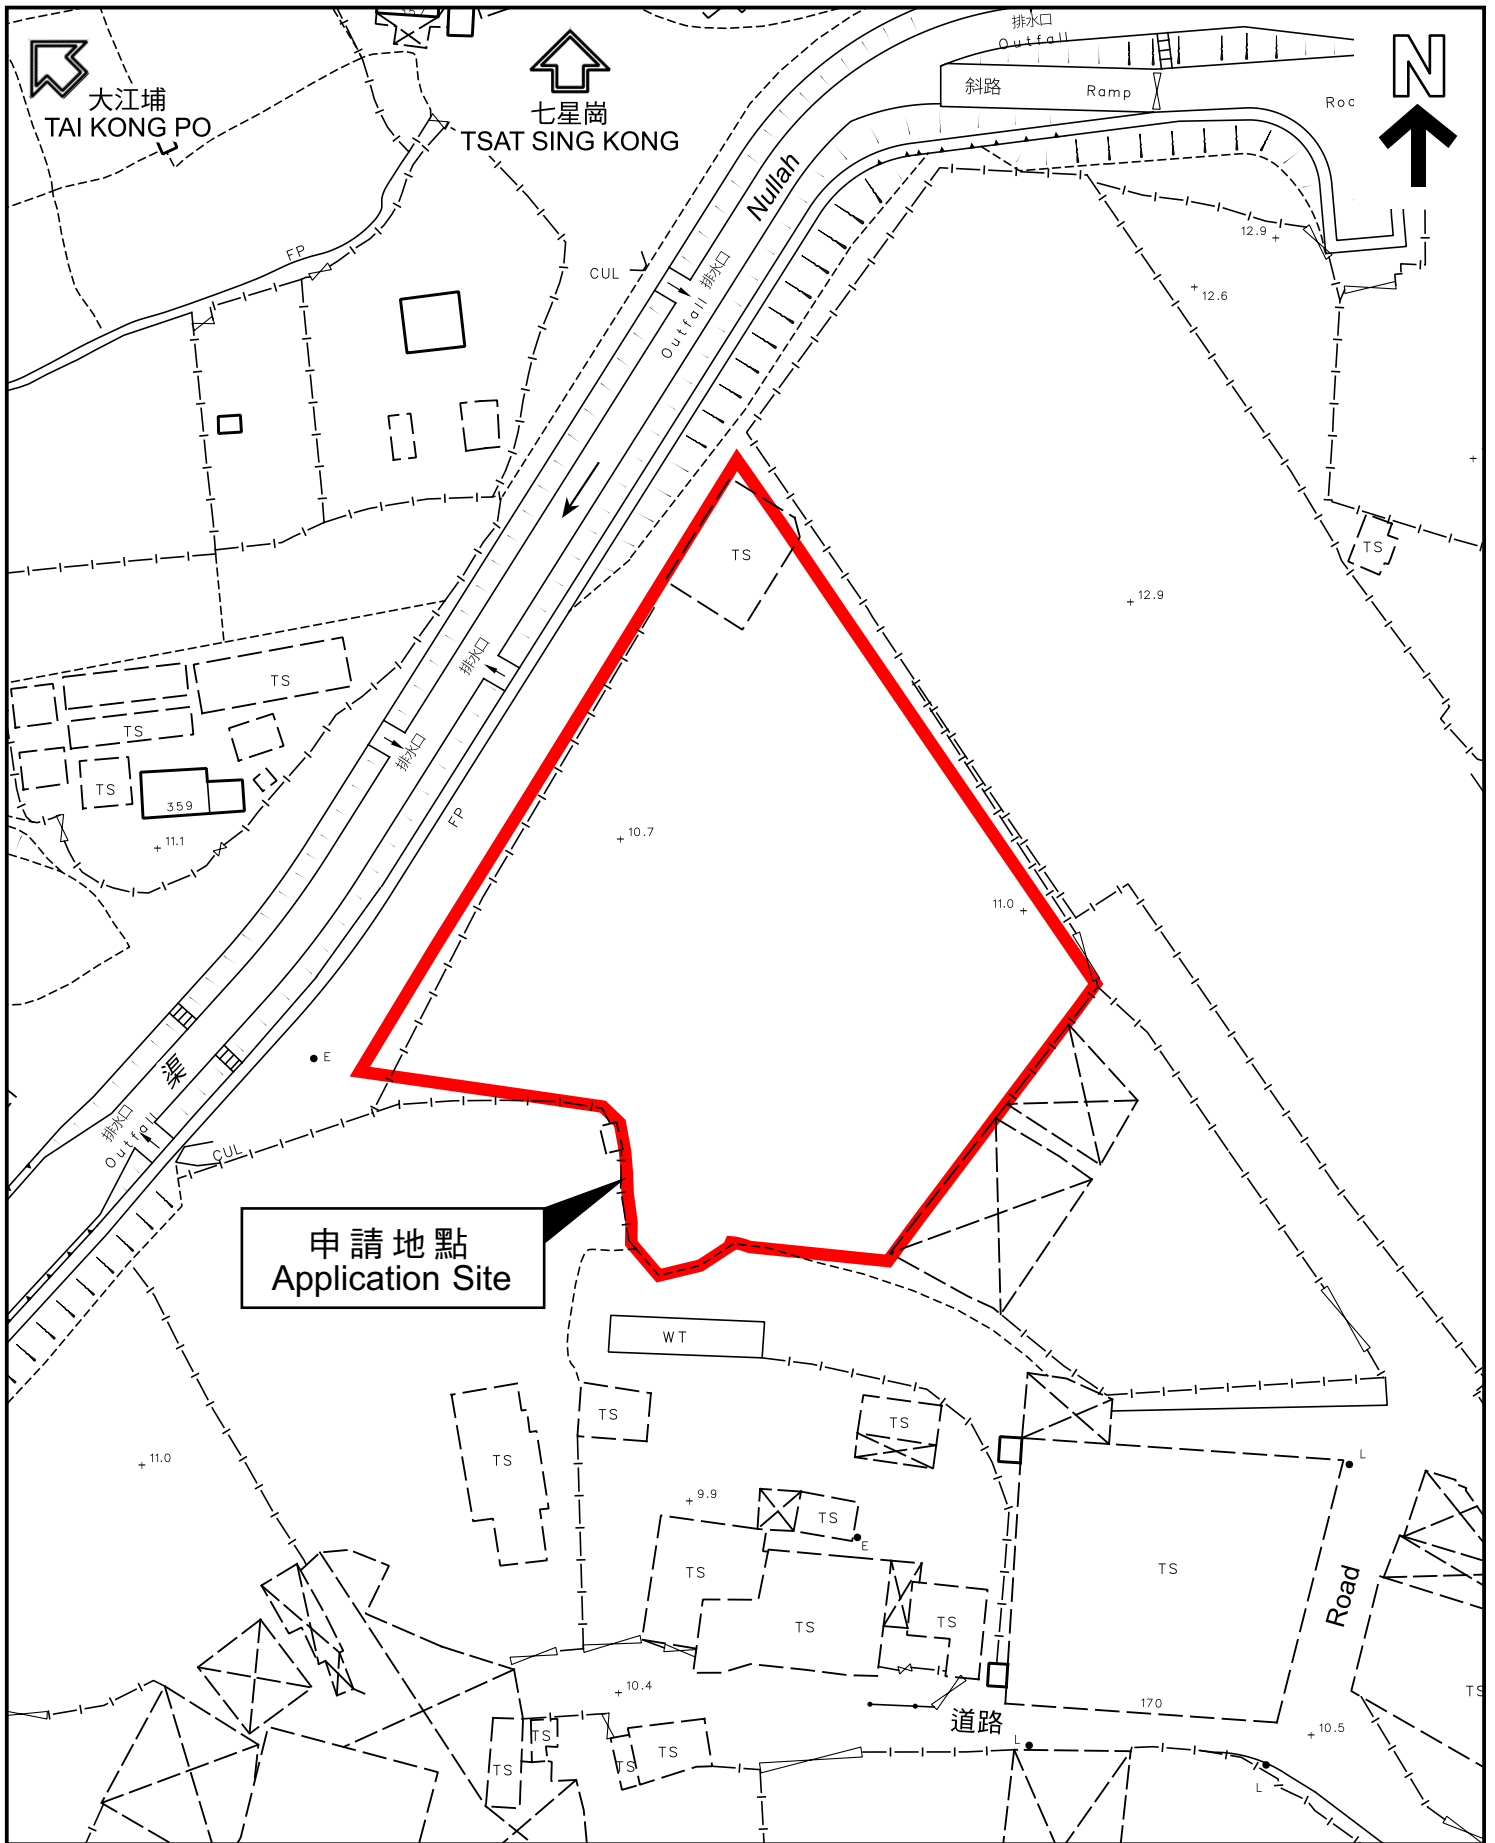 排水口
Outfall
N
大江埔
TAI KONG PO
七星崗
TSAT SING KONG
斜路
Ramp
Nullah
FP
CUL
排水口
Outfall
12.9
12.6
TS
TS
12.9
排水口
TS
TS
排水口
TS
359
FP
11.1
10.7
11.0
E
渠
排水口
Outfall
CUL
申請地點
Application Site
WT
TS
TS
TS
11.0
L
9.9
TS
E
TS
TS
TS
TS
Road
TS
10.4
170
道路
10.5
TS
TS
TS
TS
L
L